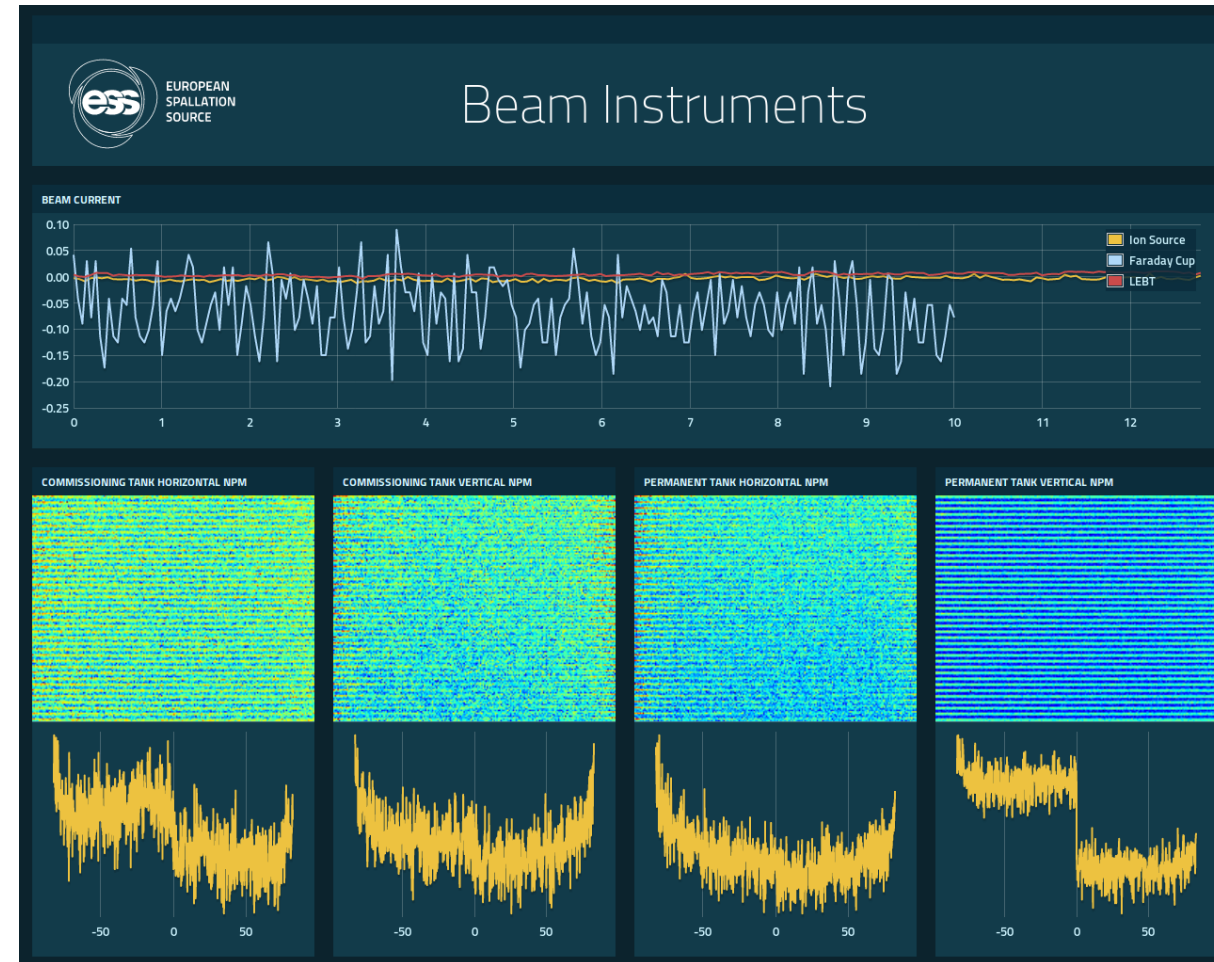 ess
EUROPEAN
SPALLATION
SOURCE
Beam Instruments
BEAM CURRENT
0.10
0.05
0.00
-0.05
-0.10
-0.15
-0.20
-0.25
0 1 2 3 4 5 6 7 8 9 10 11 12
Ion Source
Faraday Cup
LEBT
COMMISSIONING TANK HORIZONTAL NPM
COMMISSIONING TANK VERTICAL NPM
PERMANENT TANK HORIZONTAL NPM
PERMANENT TANK VERTICAL NPM
-50 0 50
-50 0 50
-50 0 50
-50 0 50